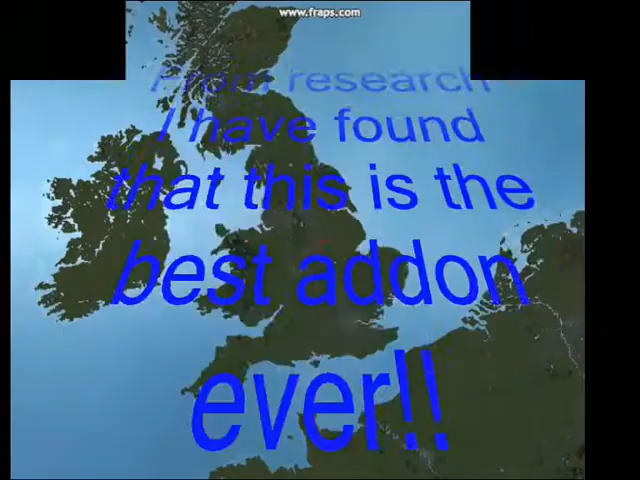 www.fraps.com
From research
I have found
that this is the
best addon
ever!!